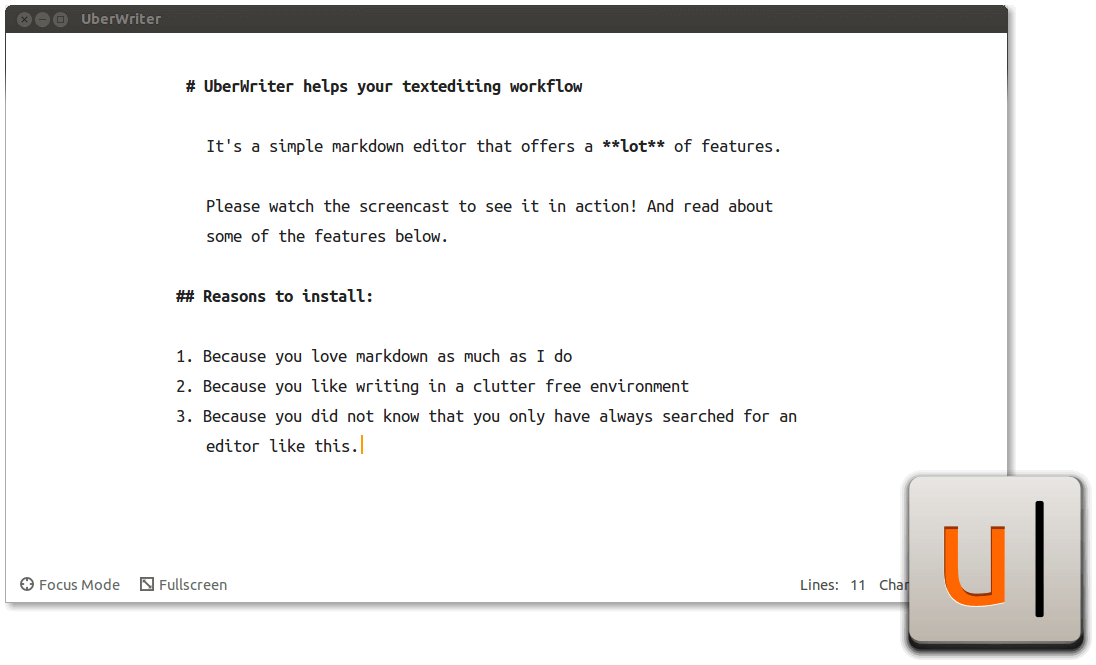 UberWriter
# UberWriter helps your textediting workflow
It's a simple markdown editor that offers a **lot** of features.
Please watch the screencast to see it in action! And read about
some of the features below.
## Reasons to install:
1. Because you love markdown as much as I do
2. Because you like writing in a clutter free environment
3. Because you did not know that you only have always searched for an
editor like this.
Focus Mode Fullscreen Lines: 11
u